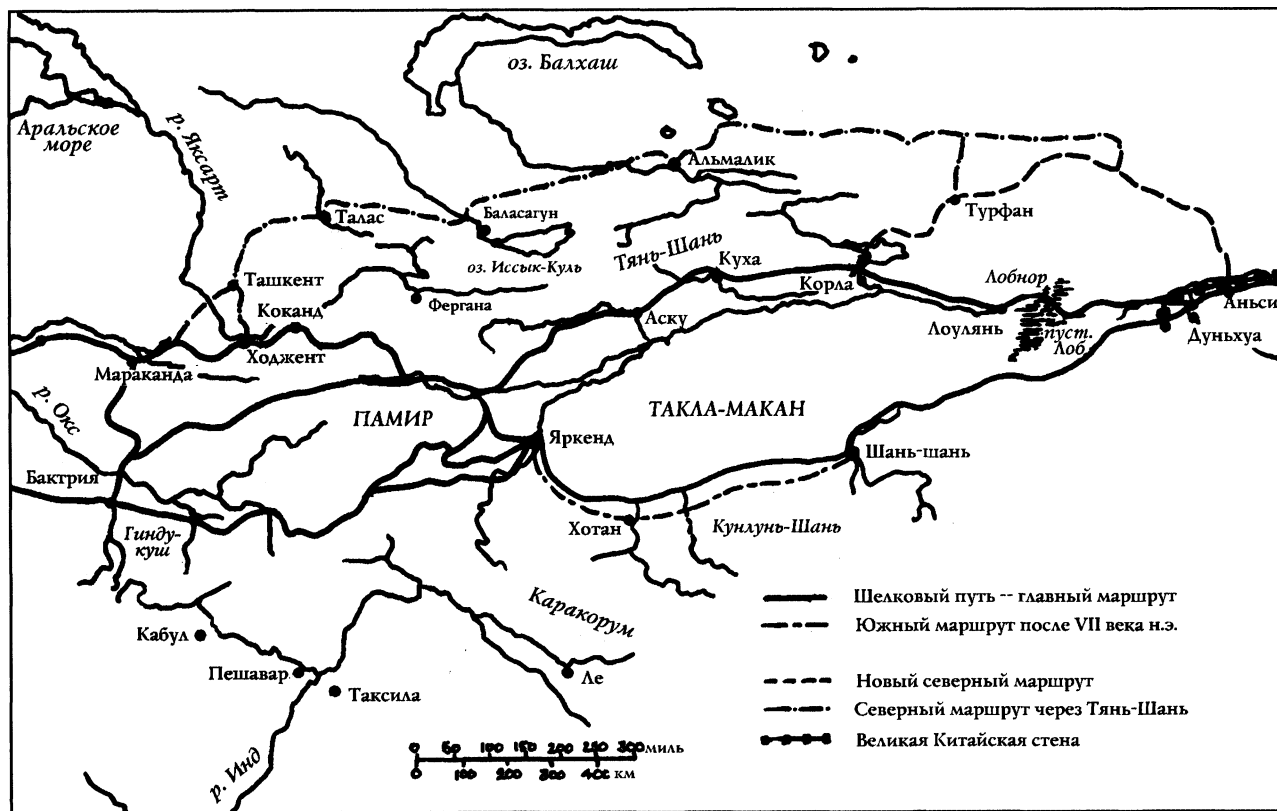 оз. БАЛХАШ
Аральское
море
р. Яксарт
Альмалик
Талас
Баласагун
Турфан
оз. Иссык-Куль
Тянь-Шань
Ташкент
Куха
Корла
Лобнор
Фергана
Коканд
Аску
Лоулянь
пуст.
Лоб
Аньси
Дуньхуа
Ходжент
Мараканда
р. Окс
ПАМИР
ТАКЛА-МАКАН
Яркенд
Шань-шань
Бактрия
Гинду-
куш
Хотан
Кунлунь-Шань
Каракорум
Кабул
Пешавар
Таксила
Ле
р. Инд
Шелковый путь -- главный маршрут
Южный маршрут после VII века н.э.
Новый северный маршрут
Северный маршрут через Тянь-Шань
Великая Китайская стена
0 50 100 150 200 250 300 миль
0 100 200 300 400 км